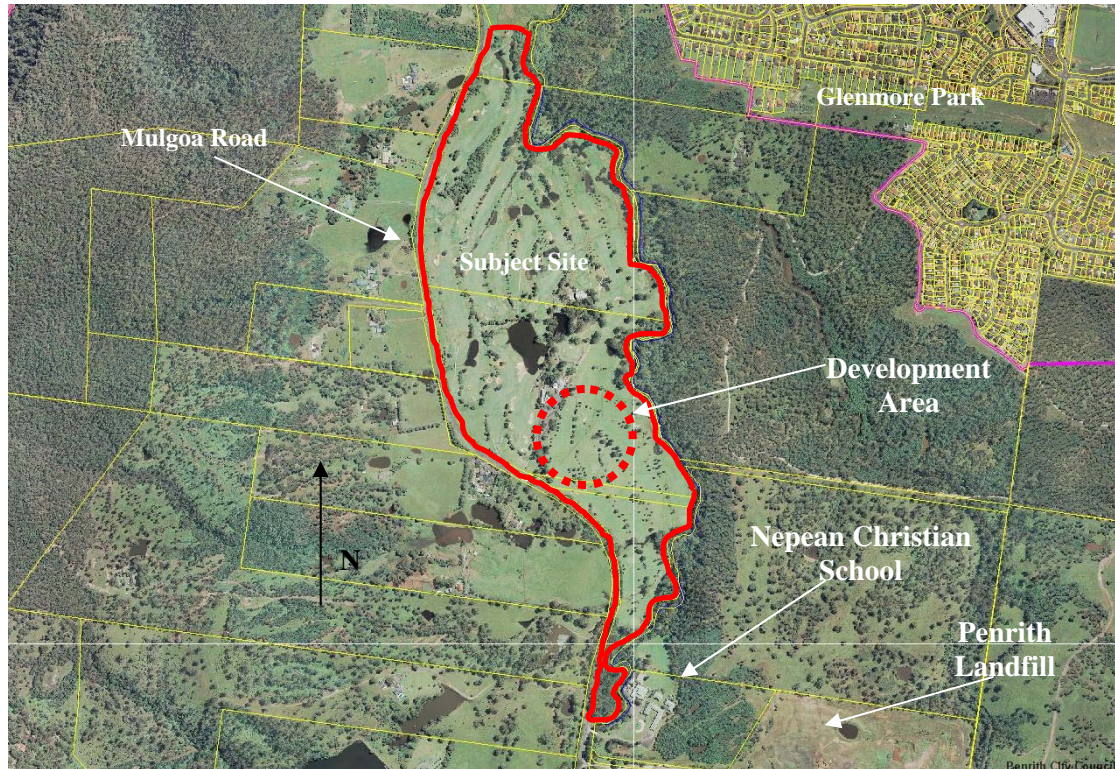 Glenmore Park
Mulgoa Road
Subject Site
Development
Area
N
Nepean Christian
School
Penrith
Landfill
Penrith City Council